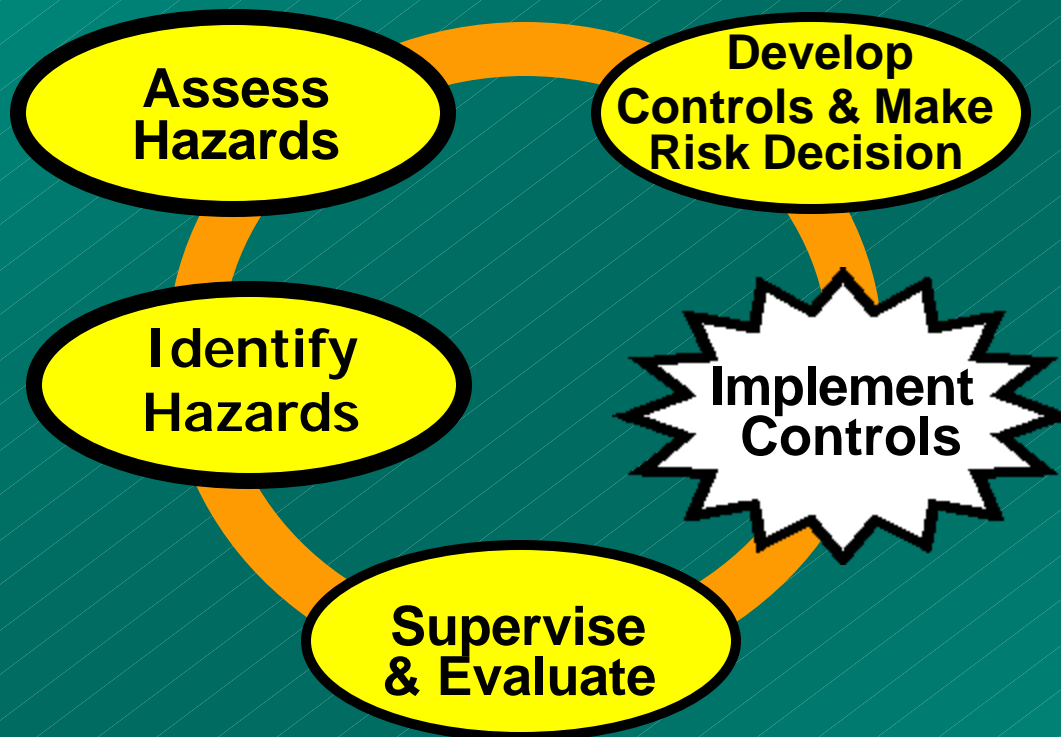 Assess
Hazards
Develop
Controls & Make
Risk Decision
Identify
Hazards
Implement
Controls
Supervise
& Evaluate